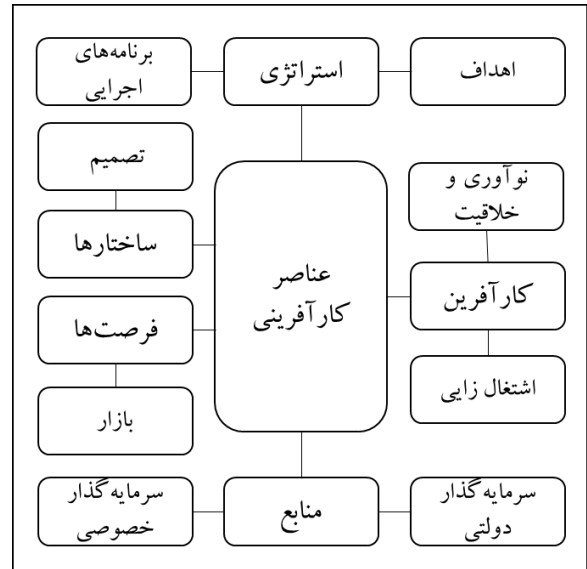 اهداف
استراتژی
برنامه‌های
اجرایی
تصمیم
نوآوری و
خلاقیت
ساختارها
عناصر
کارآفرینی
کارآفرین
فرصت‌ها
اشتغال زایی
بازار
سرمایه‌گذار
دولتی
منابع
سرمایه‌گذار
خصوصی